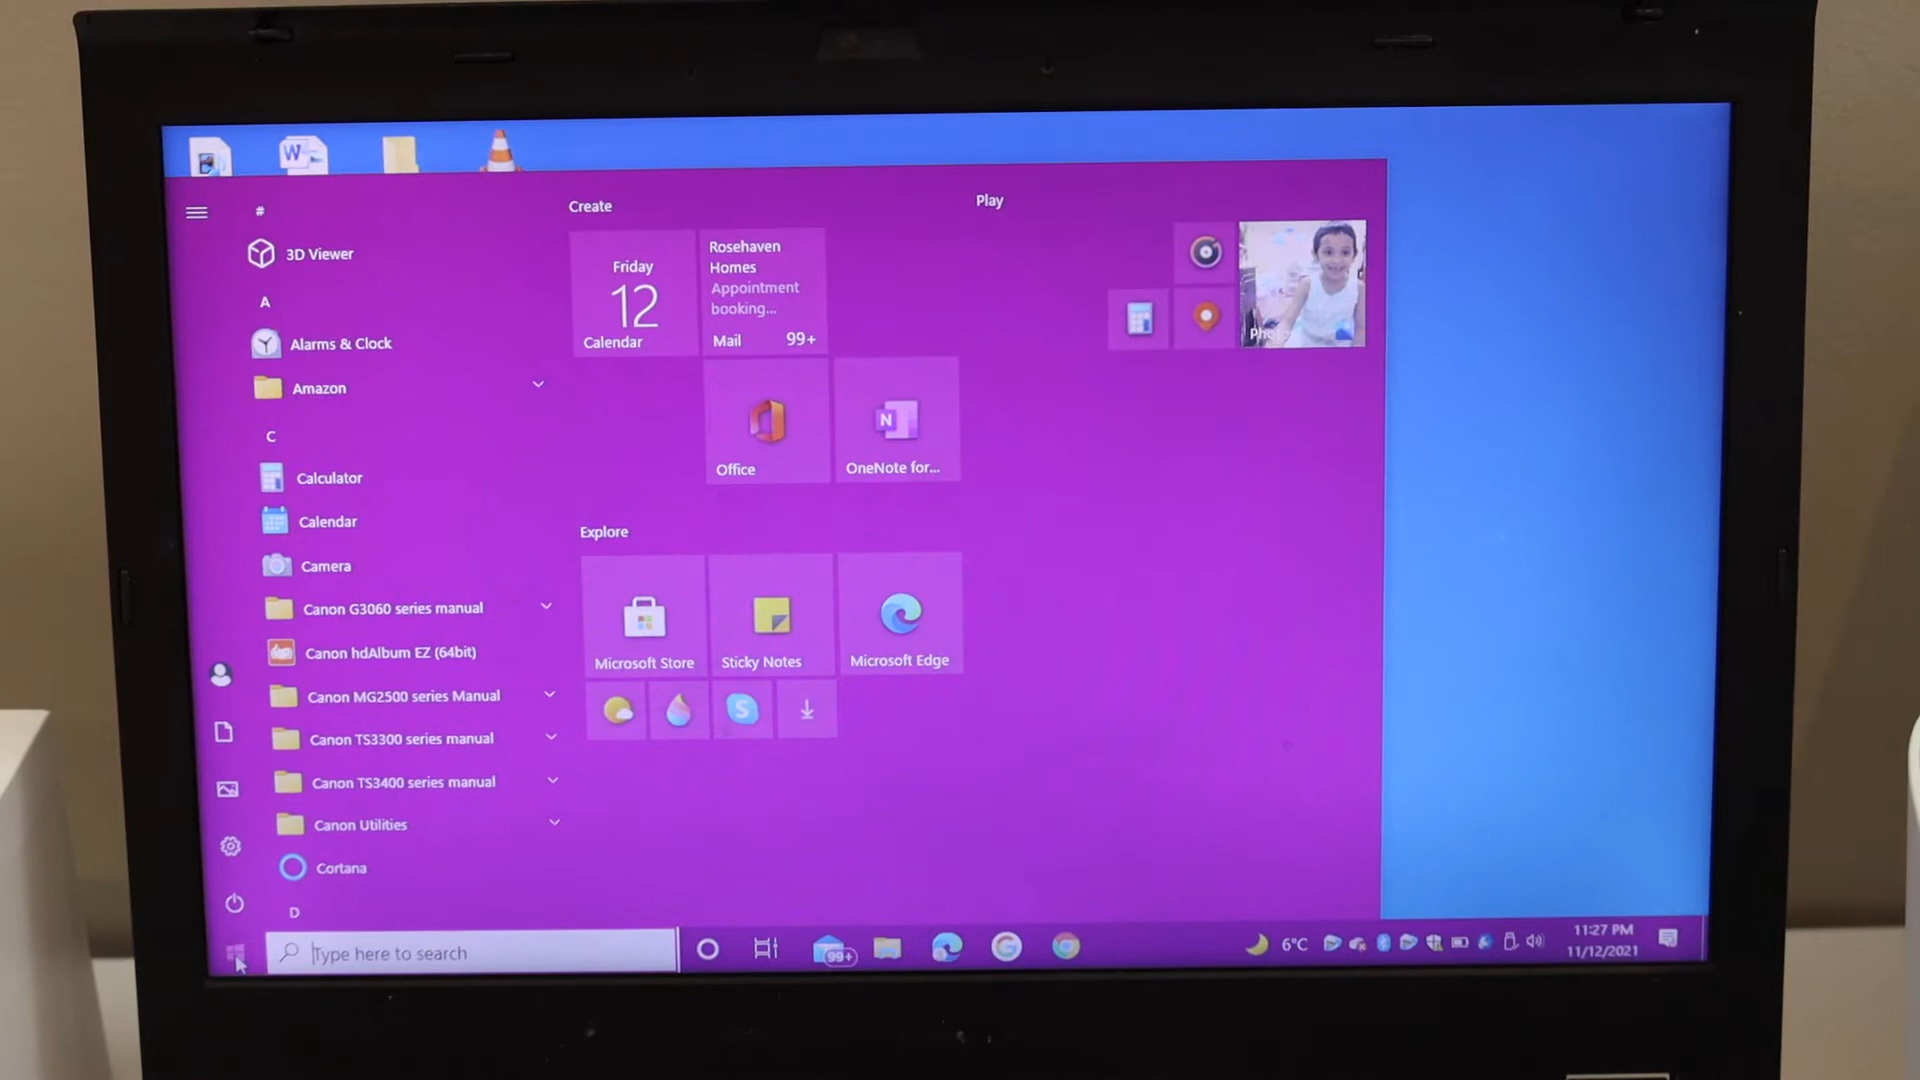 W
#
3D Viewer
A
Alarms & Clock
Amazon
C
Calculator
Calendar
Camera
Canon G3060 series manual
Canon hdAlbum EZ (64bit)
Canon MG2500 series Manual
Canon TS3300 series manual
Canon TS3400 series manual
Canon Utilities
Cortana
D
Create
Friday
12
Calendar
Rosehaven
Homes
Appointment
booking...
Mail 99+
Office
N
OneNote for...
Explore
Microsoft Store
Sticky Notes
Microsoft Edge
S
Play
Type here to search
99+
G
6°C
11:27 PM
11/12/2021